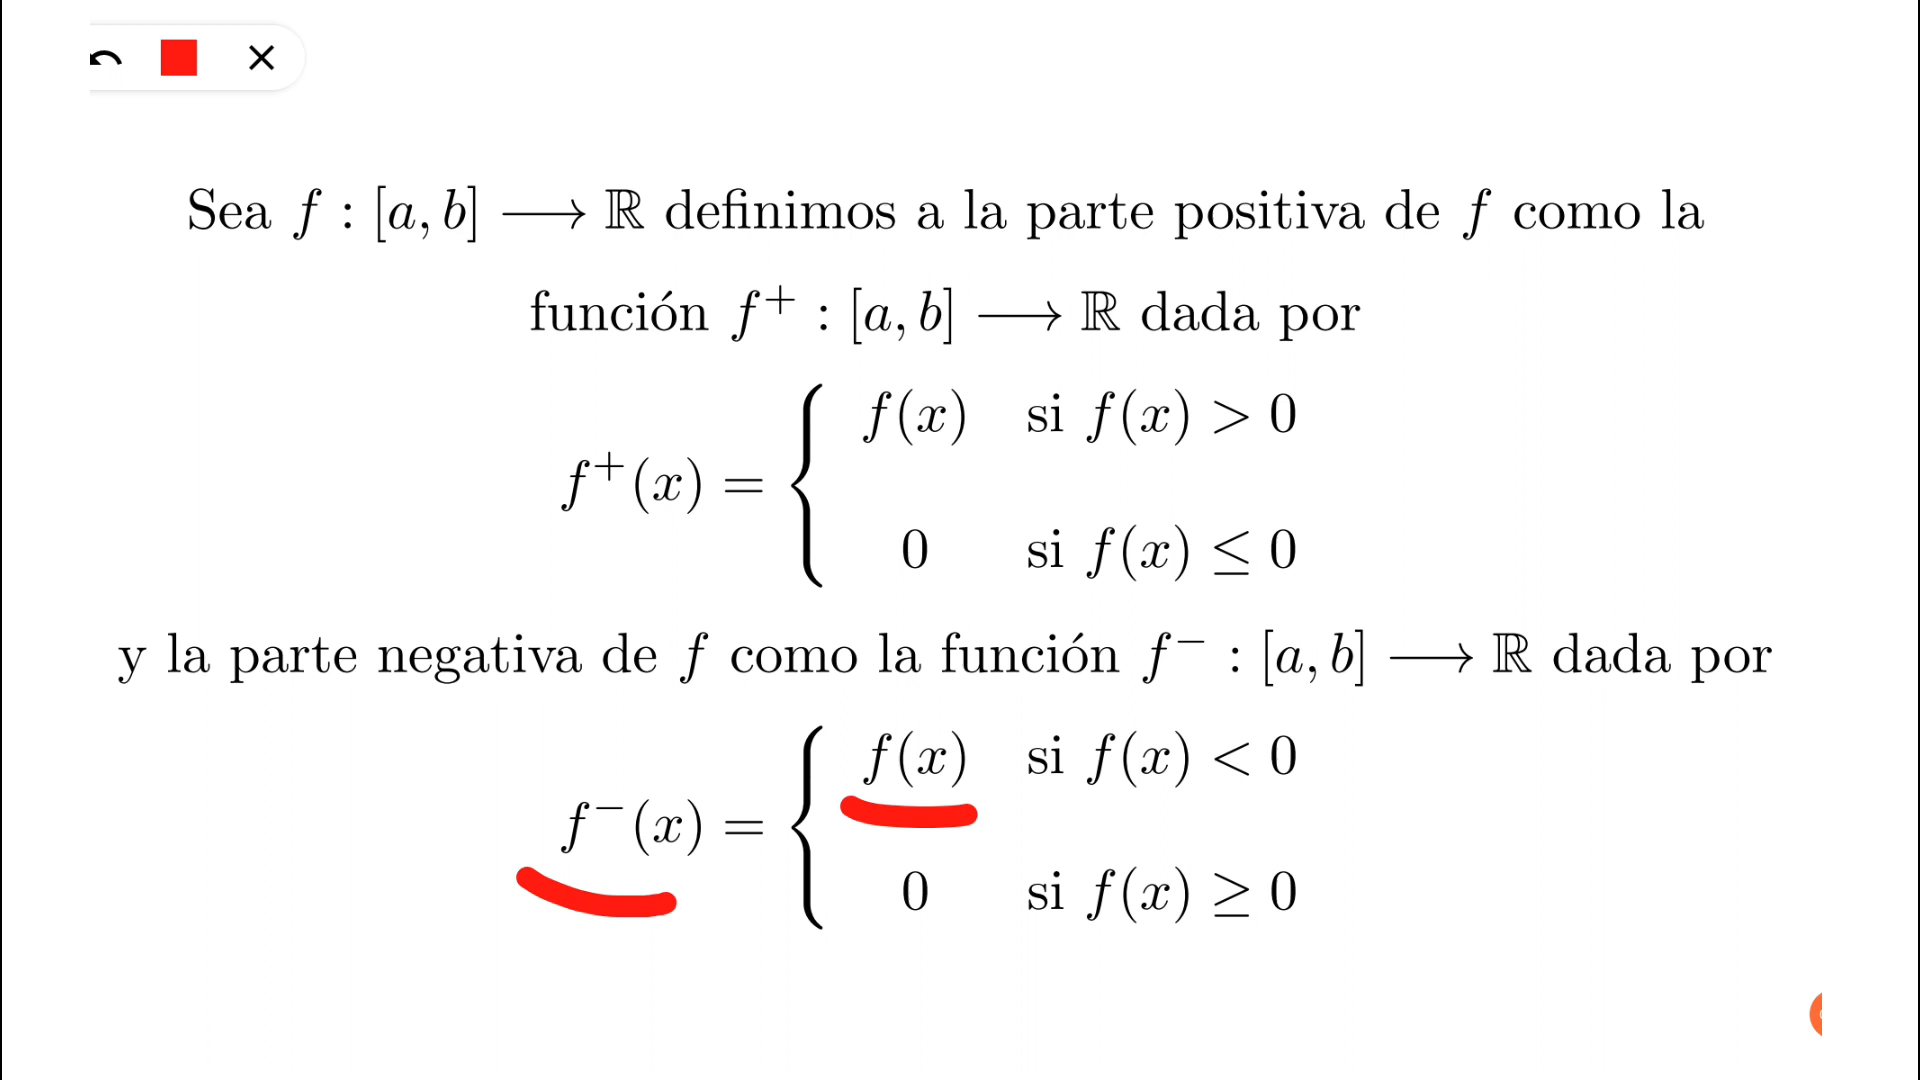 Sea f : [a, b] ⟶ ℝ definimos a la parte positiva de f como la
función f⁺ : [a, b] ⟶ ℝ dada por
f⁺(x) = { f(x) si f(x) > 0
0 si f(x) ≤ 0
y la parte negativa de f como la función f⁻ : [a, b] ⟶ ℝ dada por
f⁻(x) = { f(x) si f(x) < 0
0 si f(x) ≥ 0